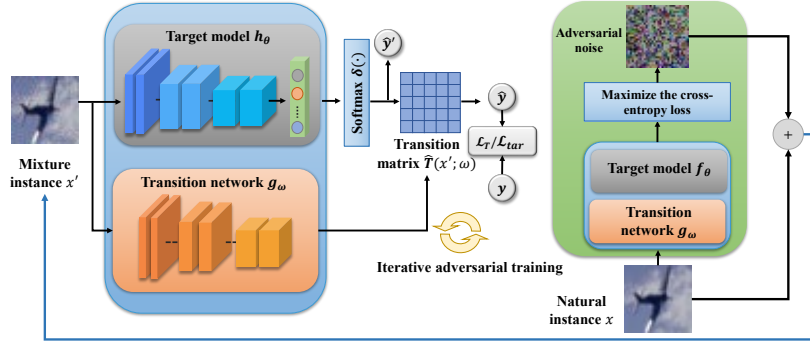 Target model h_θ
Softmax δ(·)
ŷ′
ŷ
Transition
matrix T̂(x′; ω)
ℒ_T/ℒ_tar
y
Mixture
instance x′
Transition network g_ω
Iterative adversarial training
Adversarial
noise
Maximize the cross-
entropy loss
Target model f_θ
Transition
network g_ω
+
Natural
instance x